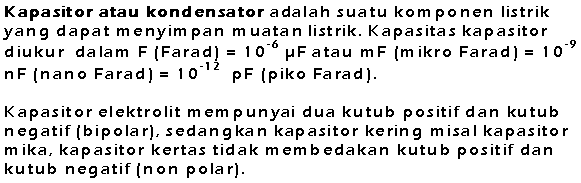 Kapasitor atau kondensator adalah suatu komponen listrik
yang dapat menyimpan muatan listrik. Kapasitas kapasitor
diukur dalam F (Farad) = 10⁻⁶ µF atau mF (mikro Farad) = 10⁻⁹
nF (nano Farad) = 10⁻¹² pF (piko Farad).
Kapasitor elektrolit mempunyai dua kutub positif dan kutub
negatif (bipolar), sedangkan kapasitor kering misal kapasitor
mika, kapasitor kertas tidak membedakan kutub positif dan
kutub negatif (non polar).